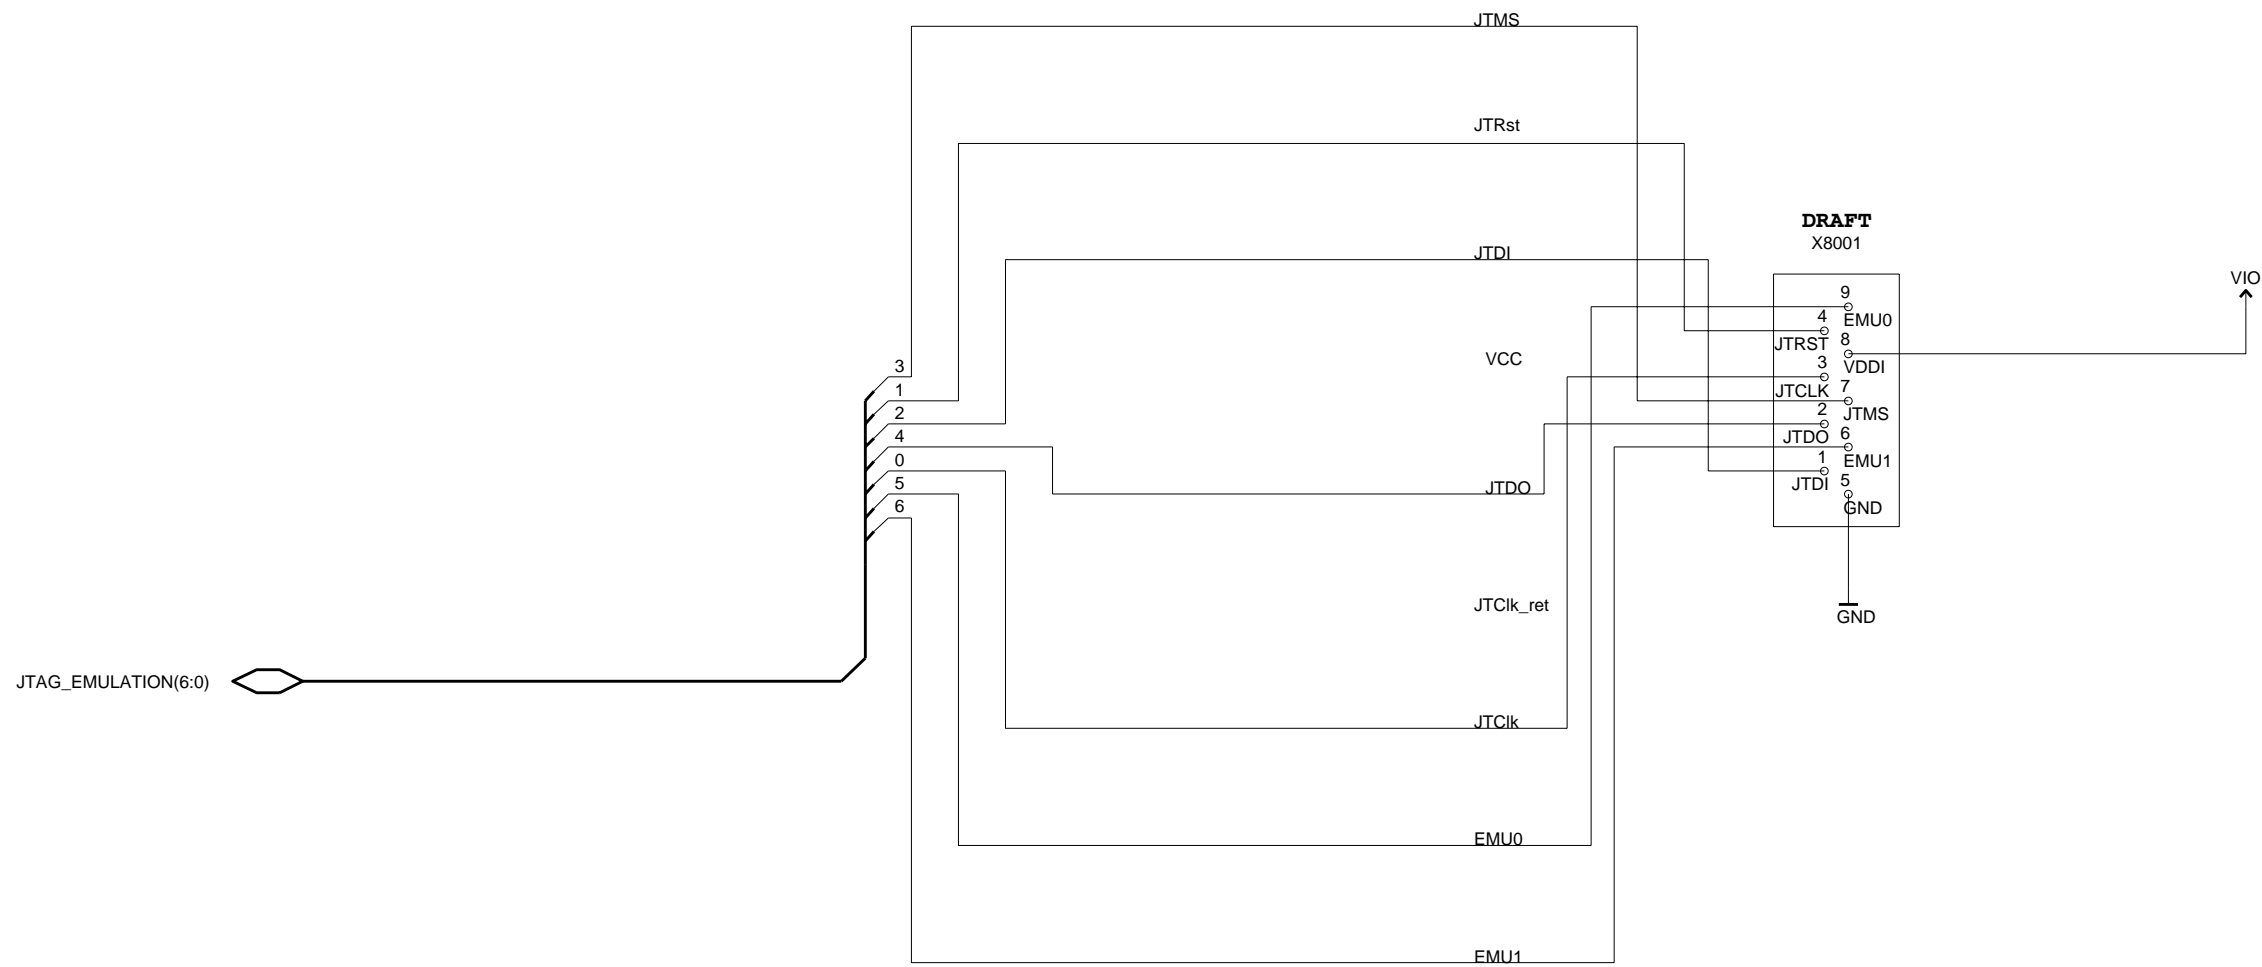 JTMS
JTRst
DRAFT
X8001
JTDI
VIO
9
EMU0
4
JTRST
8
VDDI
VCC
3
JTCLK
7
JTMS
2
JTDO
6
EMU1
1
JTDI
5
GND
3
1
2
4
0
5
6
JTDO
JTClk_ret
GND
JTAG_EMULATION(6:0)
JTClk
EMU0
EMU1